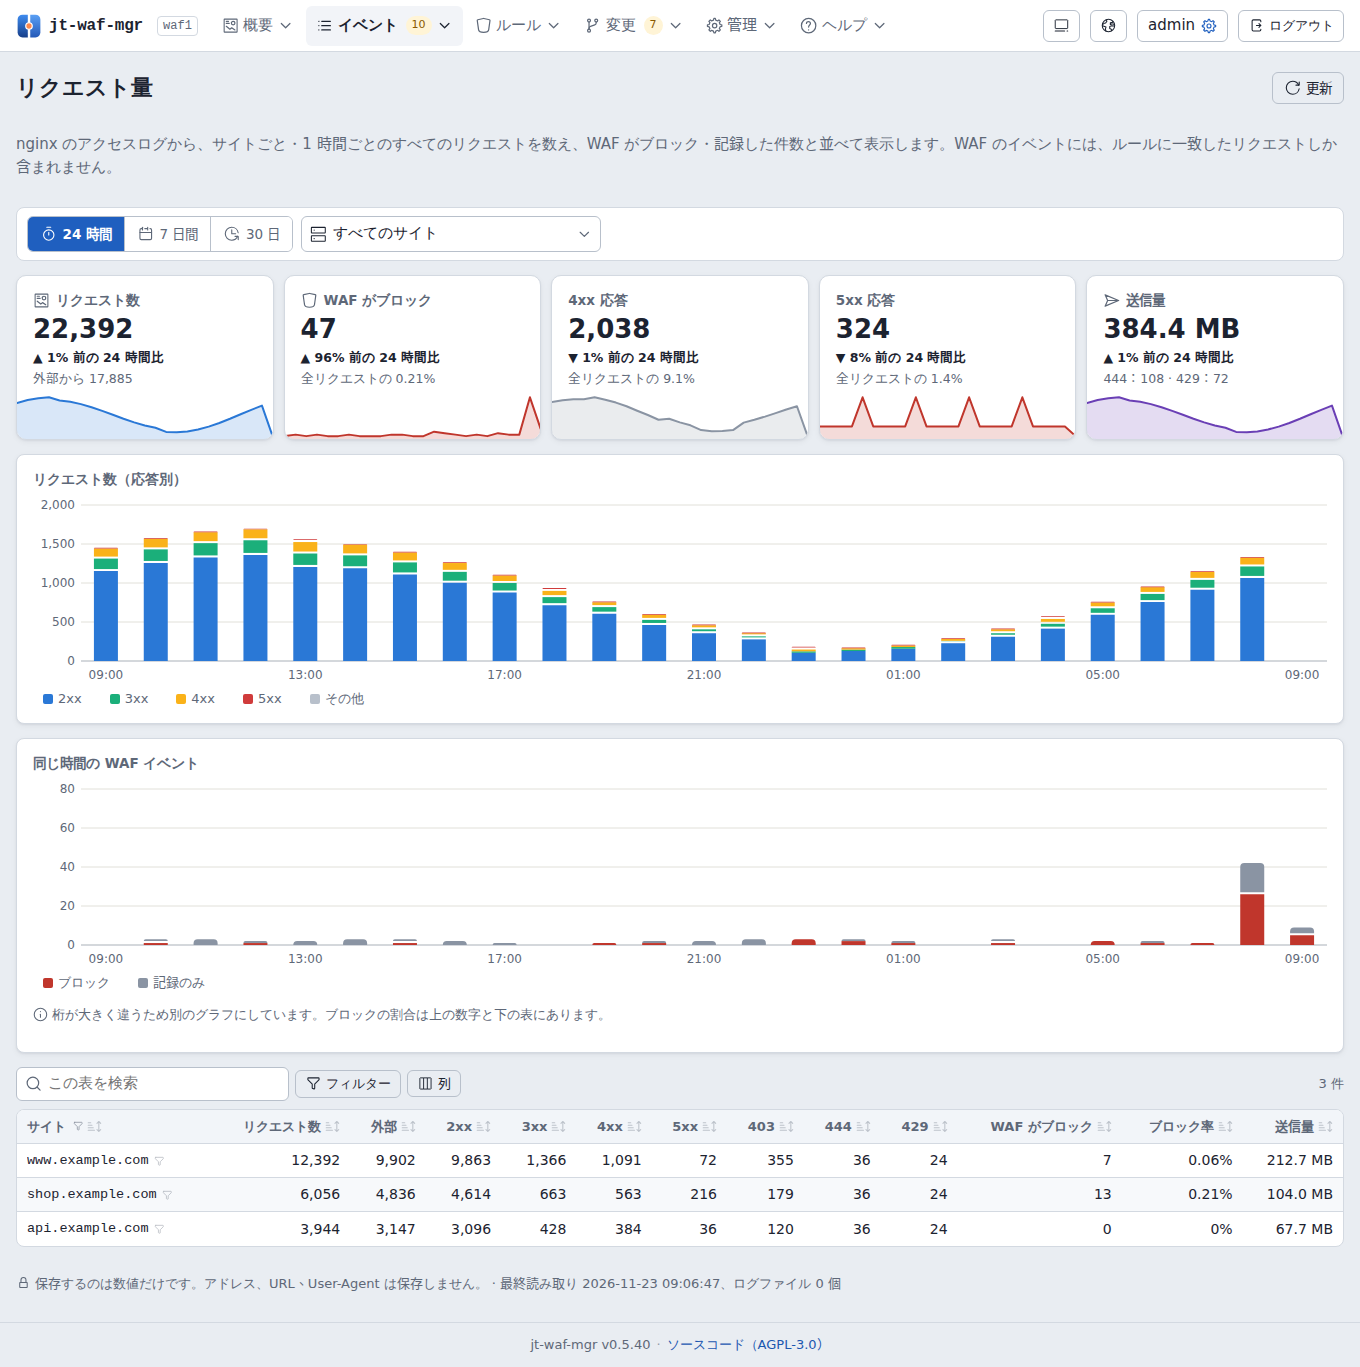 jt-waf-mgr waf1 概要 イベント 10 ルール 変更 7 管理 ヘルプ admin ログアウト
リクエスト量 更新
nginx のアクセスログから、サイトごと・1 時間ごとのすべてのリクエストを数え、WAF がブロック・記録した件数と並べて表示します。WAF のイベントには、ルールに一致したリクエストしか
含まれません。
24 時間 7 日間 30 日 すべてのサイト
リクエスト数 WAF がブロック 4xx 応答 5xx 応答 送信量
22,392 47 2,038 324 384.4 MB
▲ 1% 前の 24 時間比 ▲ 96% 前の 24 時間比 ▼ 1% 前の 24 時間比 ▼ 8% 前の 24 時間比 ▲ 1% 前の 24 時間比
外部から 17,885 全リクエストの 0.21% 全リクエストの 9.1% 全リクエストの 1.4% 444：108 · 429：72
リクエスト数（応答別）
2,000
1,500
1,000
500
0
09:00 13:00 17:00 21:00 01:00 05:00 09:00
2xx 3xx 4xx 5xx その他
同じ時間の WAF イベント
80
60
40
20
0
09:00 13:00 17:00 21:00 01:00 05:00 09:00
ブロック 記録のみ
桁が大きく違うため別のグラフにしています。ブロックの割合は上の数字と下の表にあります。
この表を検索 フィルター 列 3 件
サイト リクエスト数 外部 2xx 3xx 4xx 5xx 403 444 429 WAF がブロック ブロック率 送信量
www.example.com 12,392 9,902 9,863 1,366 1,091 72 355 36 24 7 0.06% 212.7 MB
shop.example.com 6,056 4,836 4,614 663 563 216 179 36 24 13 0.21% 104.0 MB
api.example.com 3,944 3,147 3,096 428 384 36 120 36 24 0 0% 67.7 MB
保存するのは数値だけです。アドレス、URL、User-Agent は保存しません。 · 最終読み取り 2026-11-23 09:06:47、ログファイル 0 個
jt-waf-mgr v0.5.40 · ソースコード（AGPL-3.0）